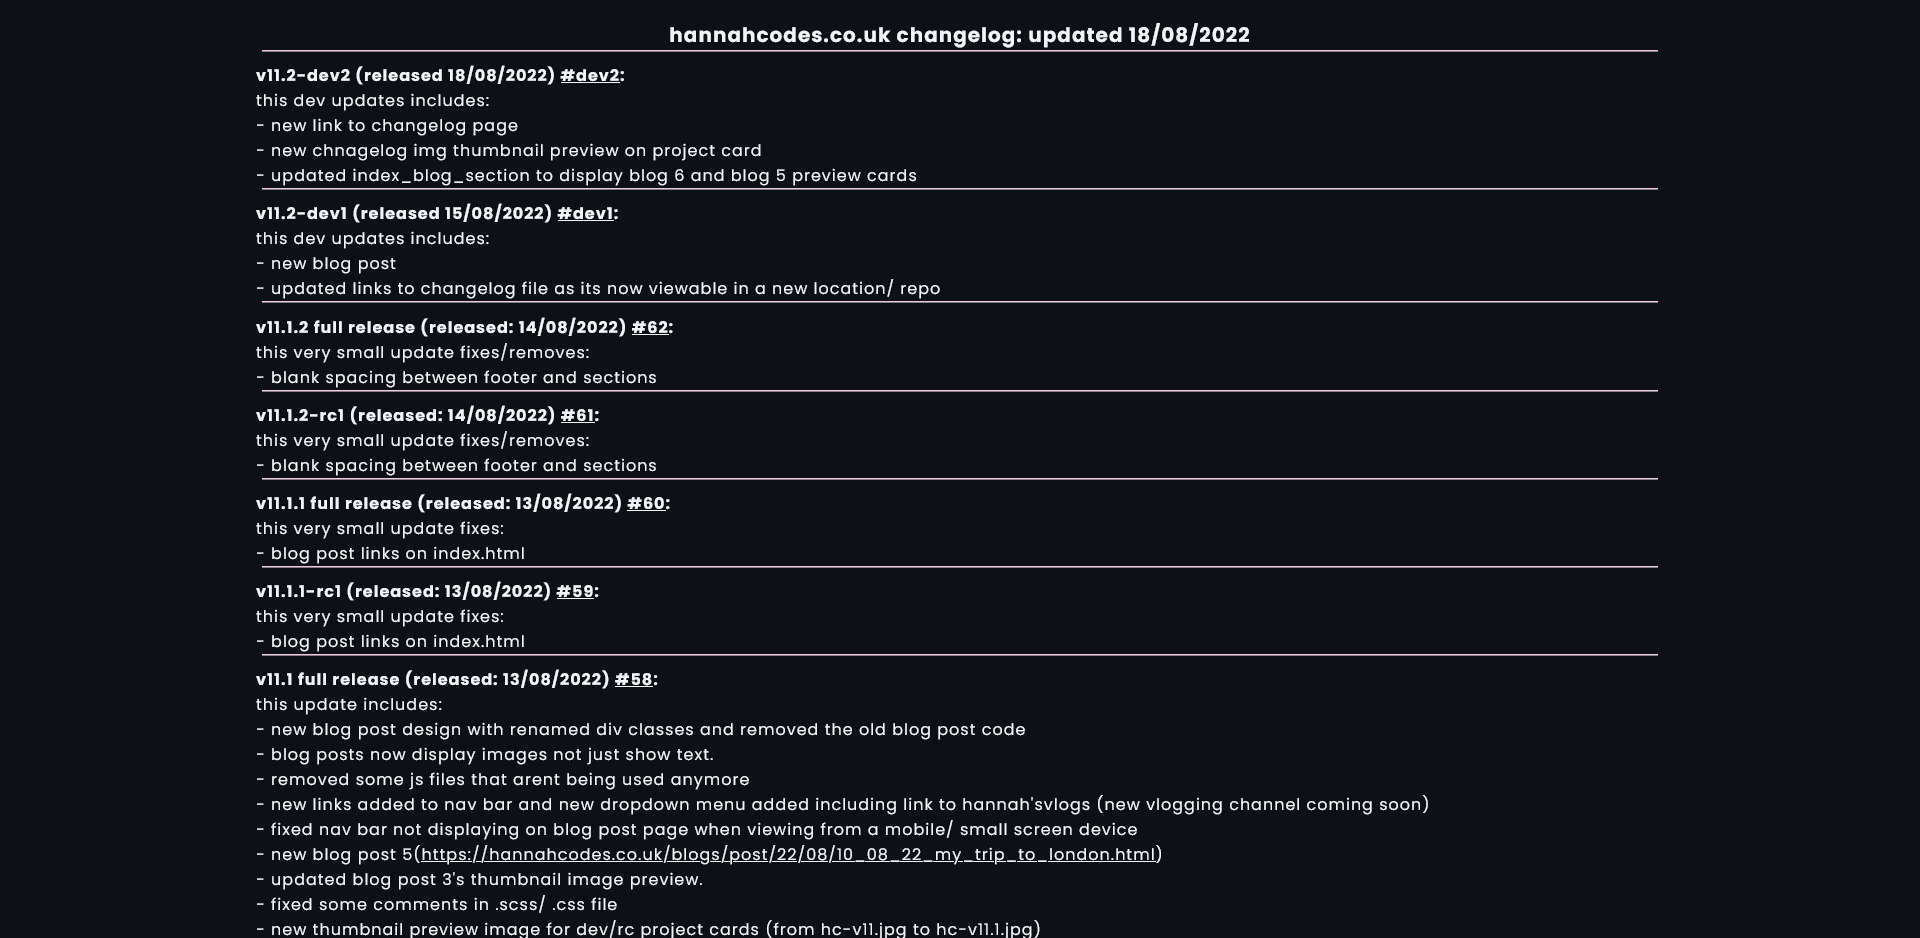 hannahcodes.co.uk changelog: updated 18/08/2022
v11.2-dev2 (released 18/08/2022) #dev2:
this dev updates includes:
- new link to changelog page
- new chnagelog img thumbnail preview on project card
- updated index_blog_section to display blog 6 and blog 5 preview cards
v11.2-dev1 (released 15/08/2022) #dev1:
this dev updates includes:
- new blog post
- updated links to changelog file as its now viewable in a new location/ repo
v11.1.2 full release (released: 14/08/2022) #62:
this very small update fixes/removes:
- blank spacing between footer and sections
v11.1.2-rc1 (released: 14/08/2022) #61:
this very small update fixes/removes:
- blank spacing between footer and sections
v11.1.1 full release (released: 13/08/2022) #60:
this very small update fixes:
- blog post links on index.html
v11.1.1-rc1 (released: 13/08/2022) #59:
this very small update fixes:
- blog post links on index.html
v11.1 full release (released: 13/08/2022) #58:
this update includes:
- new blog post design with renamed div classes and removed the old blog post code
- blog posts now display images not just show text.
- removed some js files that arent being used anymore
- new links added to nav bar and new dropdown menu added including link to hannah'svlogs (new vlogging channel coming soon)
- fixed nav bar not displaying on blog post page when viewing from a mobile/ small screen device
- new blog post 5(https://hannahcodes.co.uk/blogs/post/22/08/10_08_22_my_trip_to_london.html)
- updated blog post 3's thumbnail image preview.
- fixed some comments in .scss/ .css file
- new thumbnail preview image for dev/rc project cards (from hc-v11.jpg to hc-v11.1.jpg)